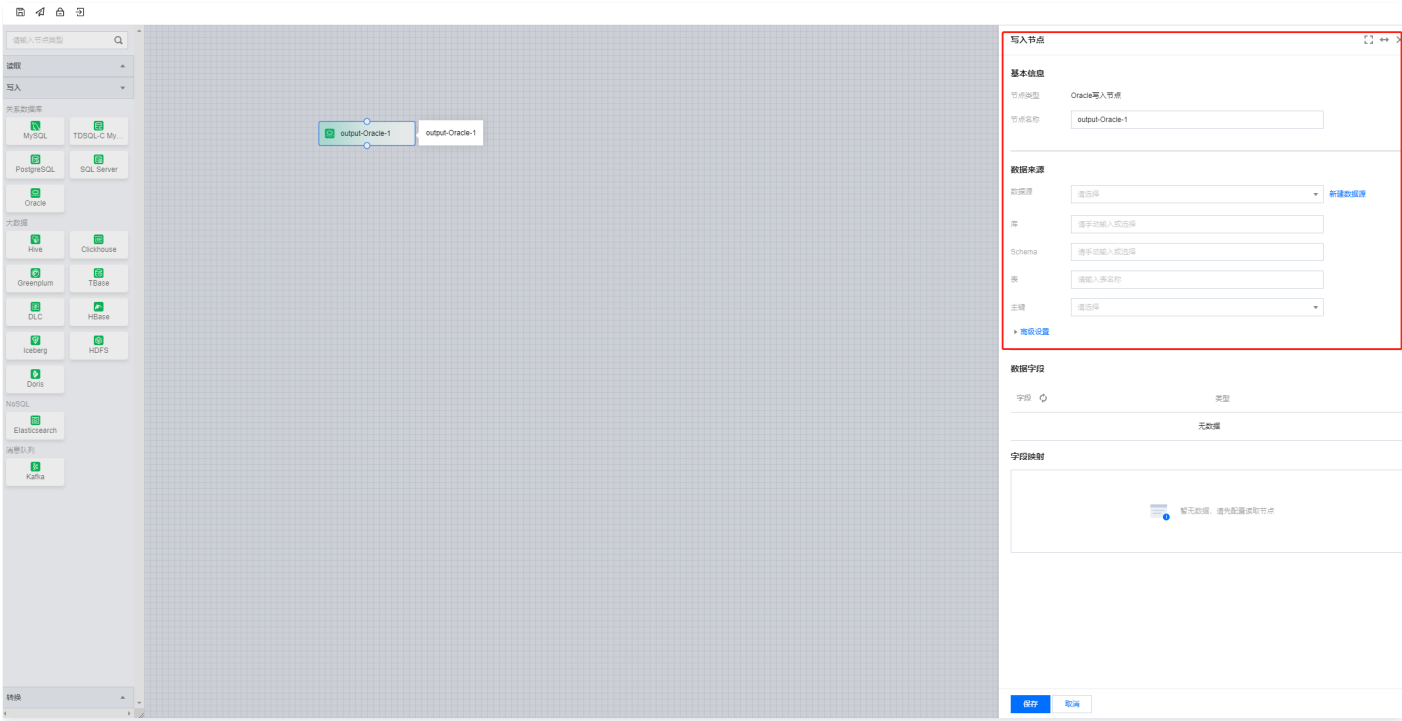 请输入节点类型
读取
写入
关系数据库
MySQL
TDSQL-C My...
PostgreSQL
SQL Server
Oracle
大数据
Hive
Clickhouse
Greenplum
TBase
DLC
HBase
Iceberg
HDFS
Doris
NoSQL
Elasticsearch
消息队列
Kafka
转换
output-Oracle-1
output-Oracle-1
写入节点
基本信息
节点类型 Oracle写入节点
节点名称 output-Oracle-1
数据来源
数据源 请选择 新建数据源
库 请手动输入或选择
Schema 请手动输入或选择
表 请输入表名称
主键 请选择
高级设置
数据字段
字段 类型
无数据
字段映射
暂无数据，请先配置读取节点
保存 取消